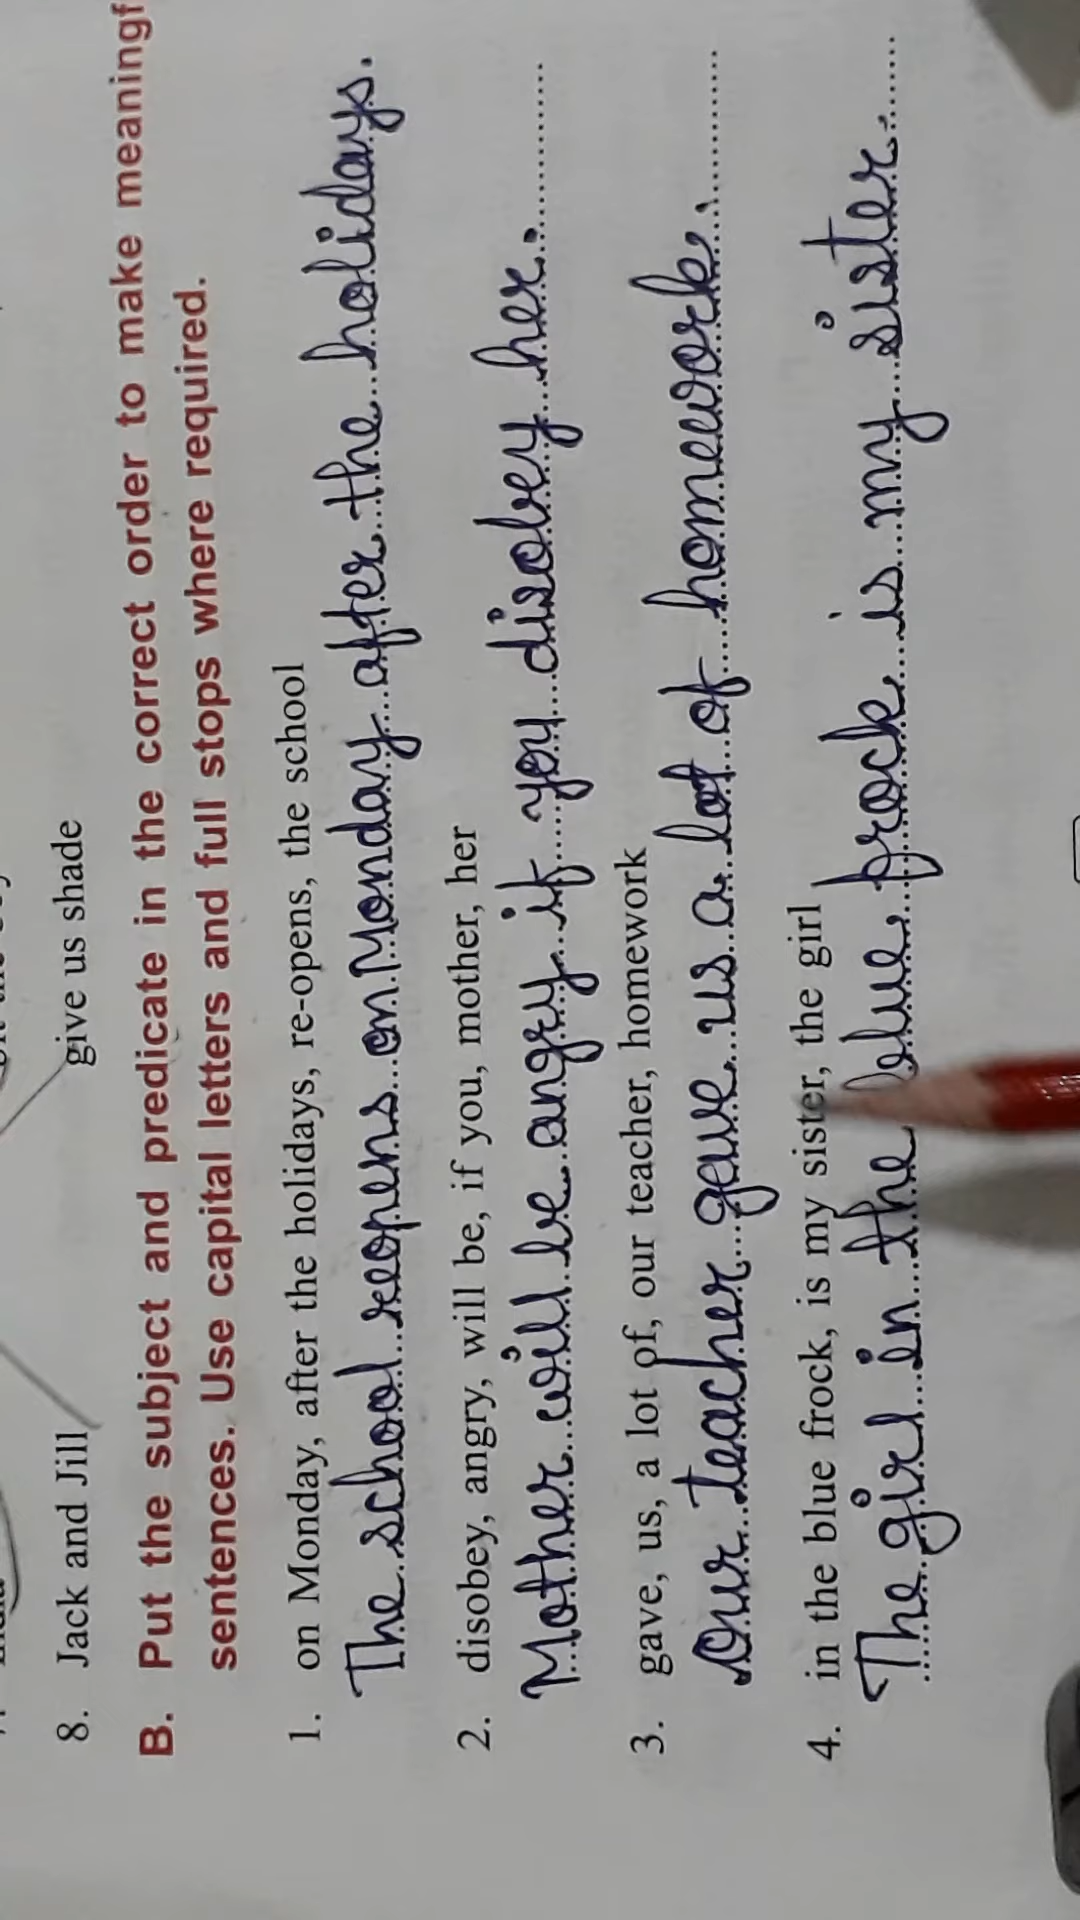 8. Jack and Jill give us shade
B. Put the subject and predicate in the correct order to make meaningf
sentences. Use capital letters and full stops where required.
1. on Monday, after the holidays, re-opens, the school
The school reopens on Monday after the holidays.
2. disobey, angry, will be, if you, mother, her
Mother will be angry if you disobey her.
3. gave, us, a lot of, our teacher, homework
Our teacher gave us a lot of homework.
4. in the blue frock, is my sister, the girl
The girl in the blue frock is my sister.